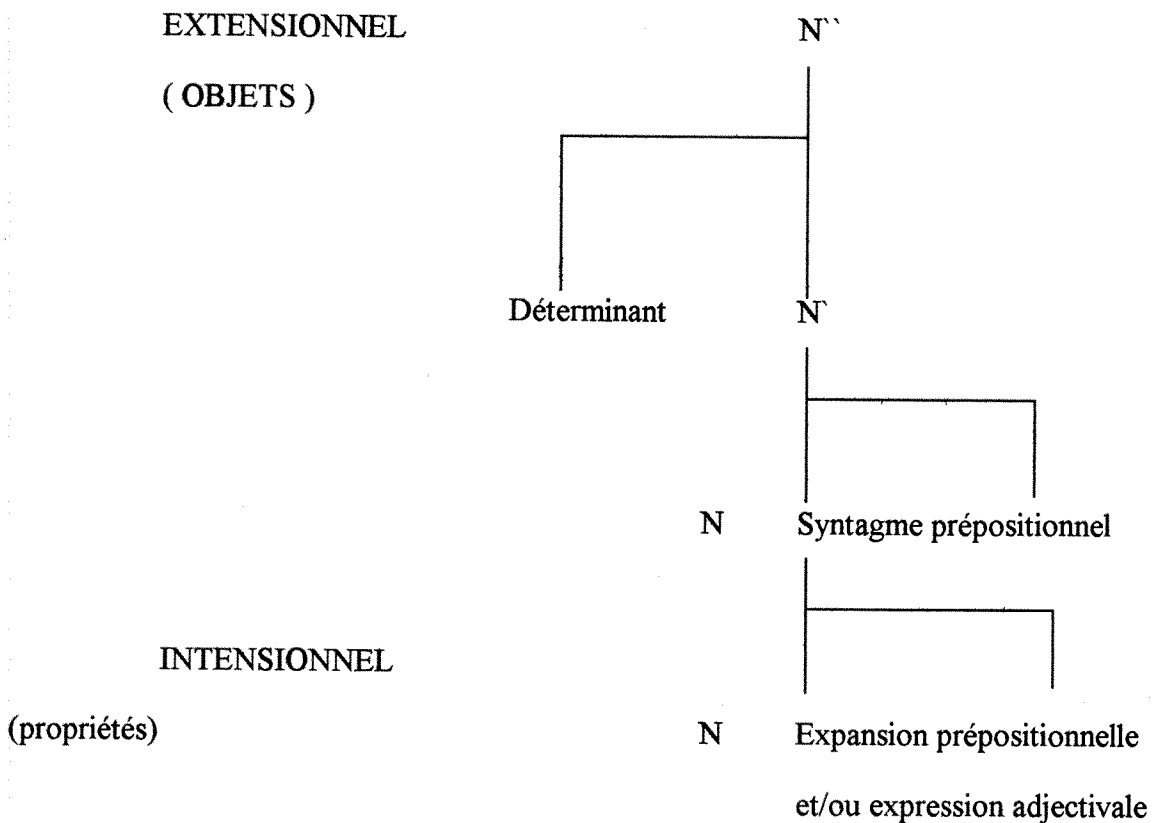 EXTENSIONNEL N``
( OBJETS )
Déterminant N`
N Syntagme prépositionnel
INTENSIONNEL
(propriétés) N Expansion prépositionnelle
et/ou expression adjectivale